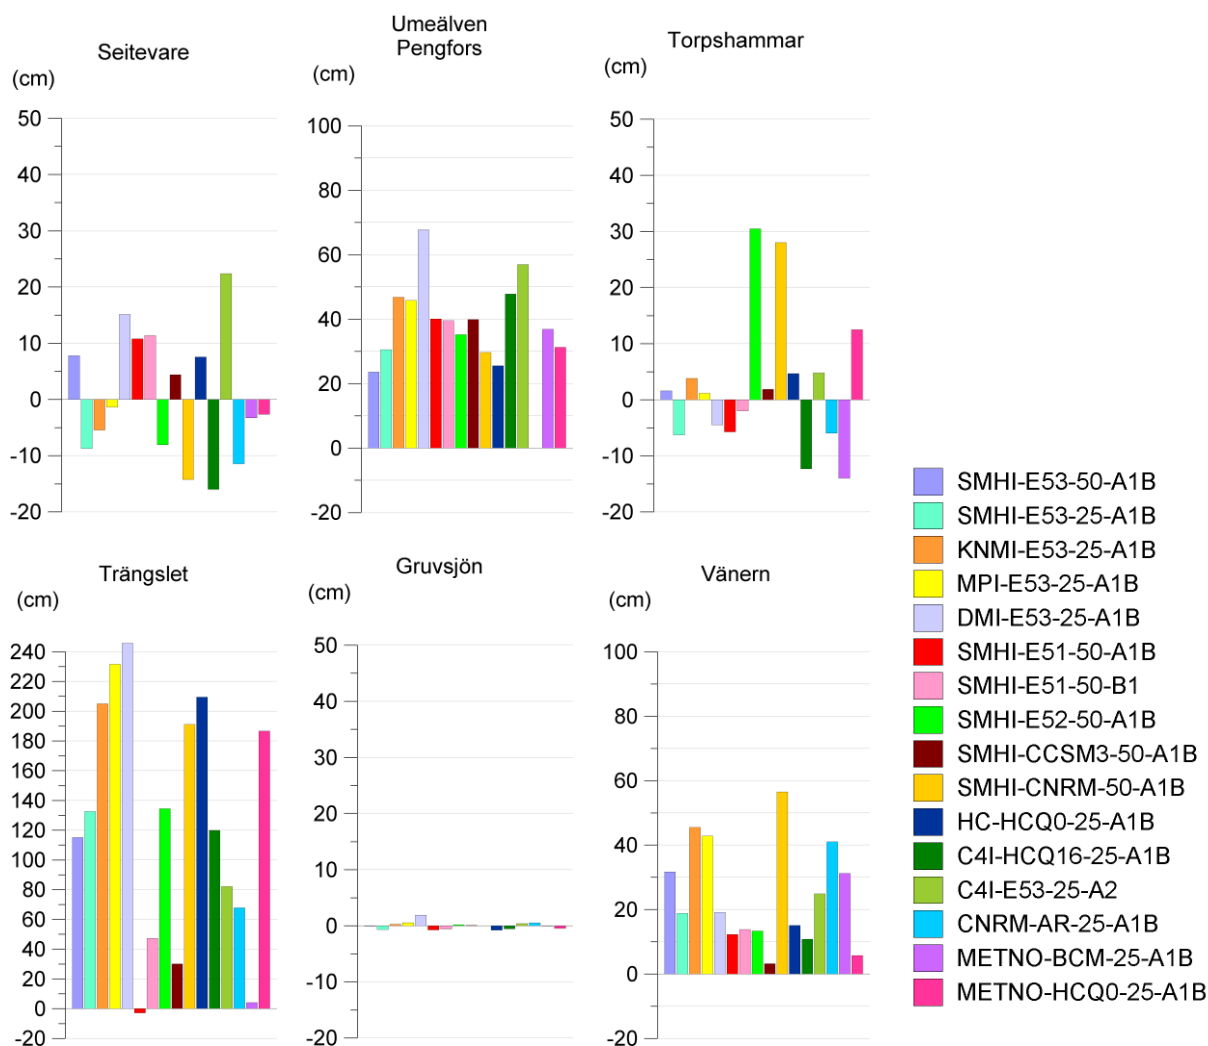 Seitevare
(cm)
50
40
30
20
10
0
-10
-20
Umeälven
Pengfors
(cm)
100
80
60
40
20
0
-20
Torpshammar
(cm)
50
40
30
20
10
0
-10
-20
Trängslet
(cm)
240
220
200
180
160
140
120
100
80
60
40
20
0
-20
Gruvsjön
(cm)
50
40
30
20
10
0
-10
-20
Vänern
(cm)
100
80
60
40
20
0
-20
SMHI-E53-50-A1B
SMHI-E53-25-A1B
KNMI-E53-25-A1B
MPI-E53-25-A1B
DMI-E53-25-A1B
SMHI-E51-50-A1B
SMHI-E51-50-B1
SMHI-E52-50-A1B
SMHI-CCSM3-50-A1B
SMHI-CNRM-50-A1B
HC-HCQ0-25-A1B
C4I-HCQ16-25-A1B
C4I-E53-25-A2
CNRM-AR-25-A1B
METNO-BCM-25-A1B
METNO-HCQ0-25-A1B